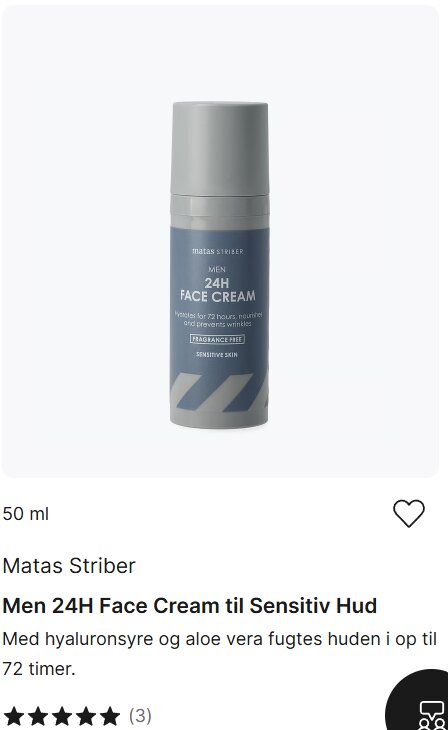 matas STRIBER
MEN
24H
FACE CREAM
Hydrates for 72 hours, nourishes
and prevents wrinkles
FRAGRANCE FREE
SENSITIVE SKIN
50 ml
Matas Striber
Men 24H Face Cream til Sensitiv Hud
Med hyaluronsyre og aloe vera fugtes huden i op til
72 timer.
(3)